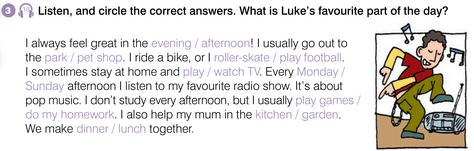 3 Listen, and circle the correct answers. What is Luke's favourite part of the day?
I always feel great in the evening / afternoon! I usually go out to
the park / pet shop. I ride a bike, or I roller-skate / play football.
I sometimes stay at home and play / watch TV. Every Monday /
Sunday afternoon I listen to my favourite radio show. It's about
pop music. I don't study every afternoon, but I usually play games /
do my homework. I also help my mum in the kitchen / garden.
We make dinner / lunch together.